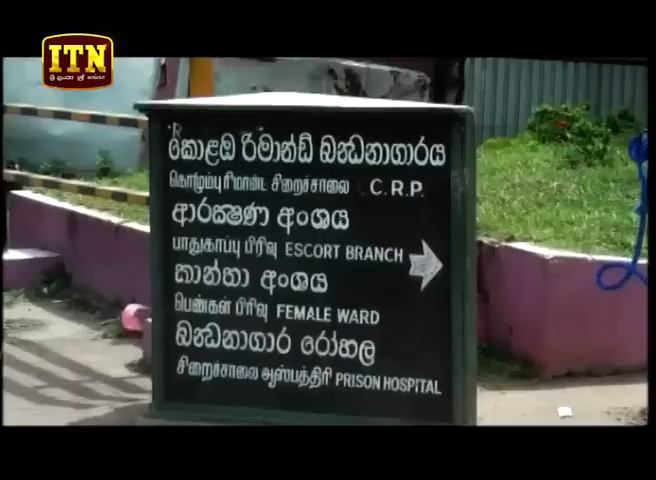 ITN
ශ්‍රී ලංකා ஸ்ரீ லங்கா
කොළඹ රිමාන්ඩ් බන්ධනාගාරය
கொழும்பு ரிமாண்ட் சிறைச்சாலை C.R.P.
ආරක්ෂණ අංශය
பாதுகாப்பு பிரிவு ESCORT BRANCH
කාන්තා අංශය
பெண்கள் பிரிவு FEMALE WARD
බන්ධනාගාර රෝහල
சிறைச்சாலை ஆஸ்பத்திரி PRISON HOSPITAL